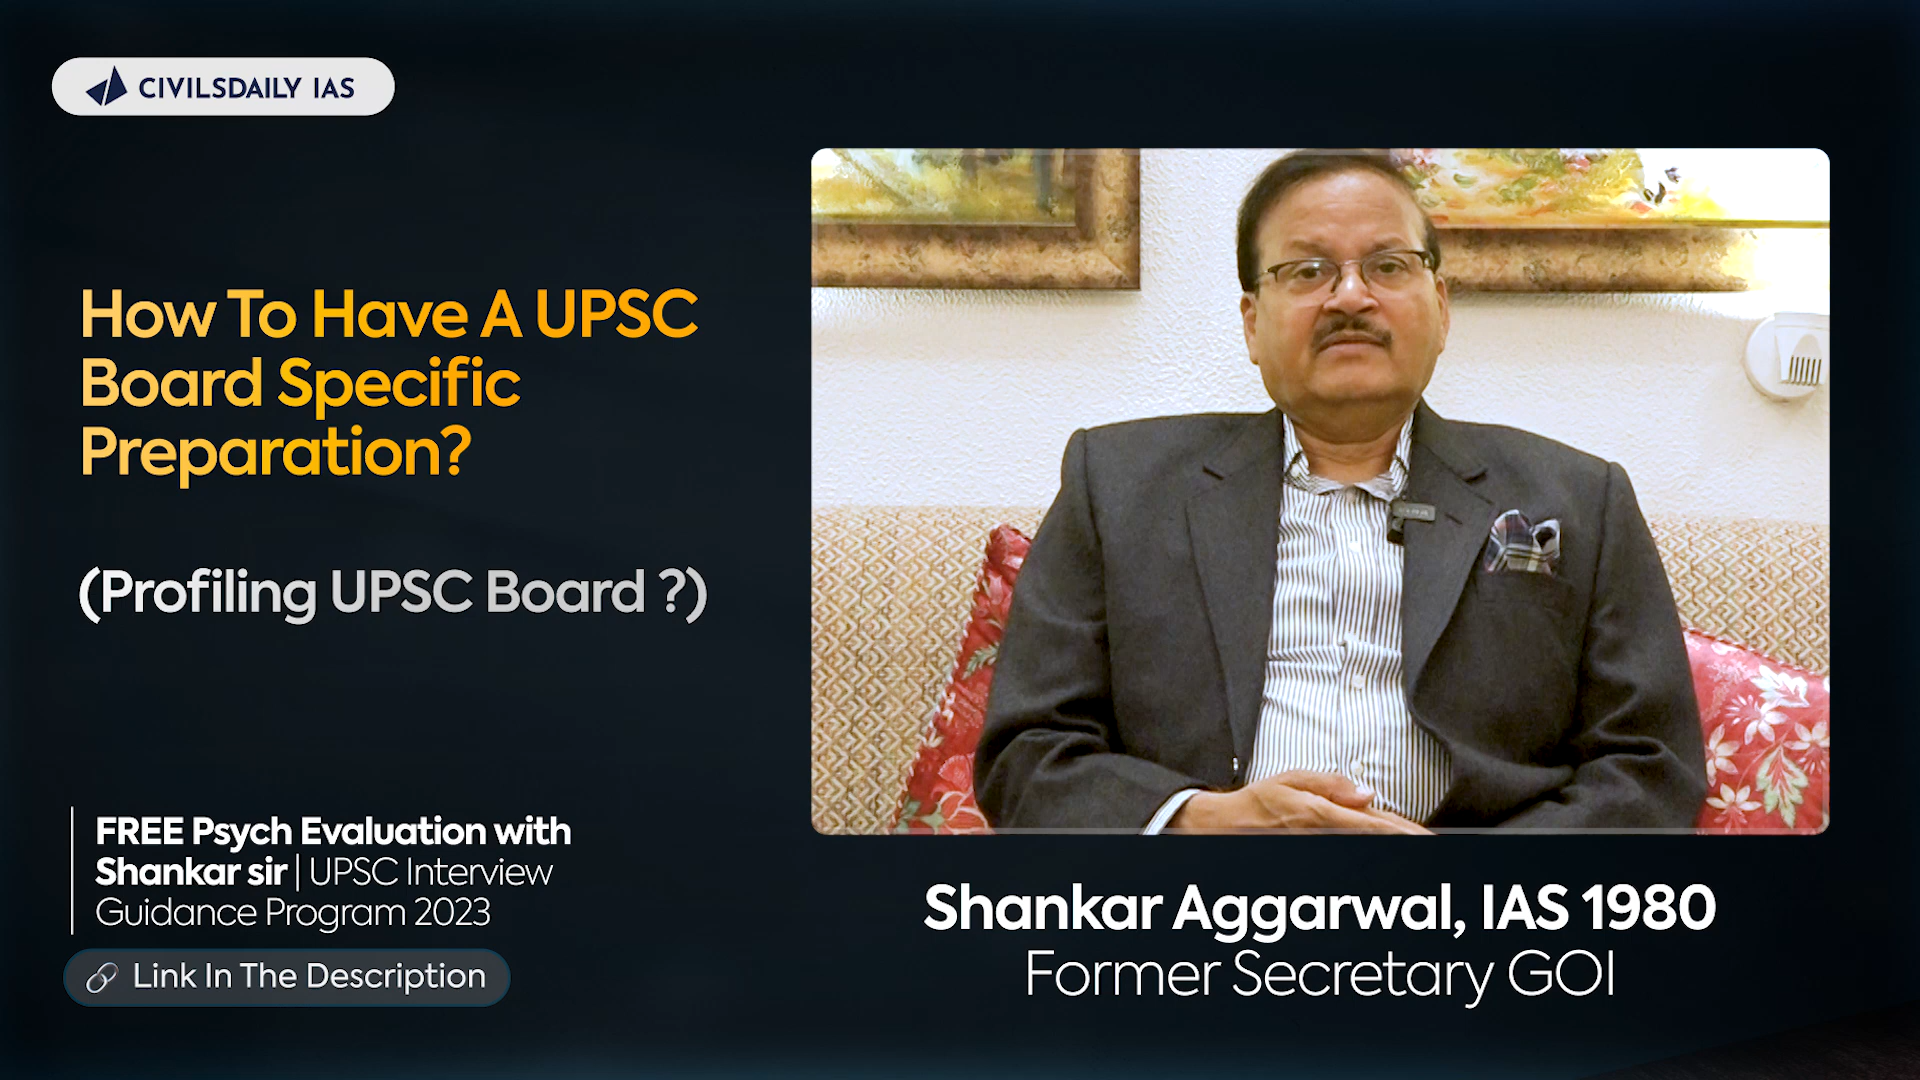 CIVILSDAILY IAS
How To Have A UPSC
Board Specific
Preparation?
(Profiling UPSC Board ?)
FREE Psych Evaluation with
Shankar sir | UPSC Interview
Guidance Program 2023
Link In The Description
Shankar Aggarwal, IAS 1980
Former Secretary GOI